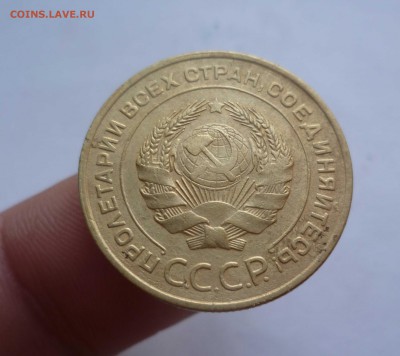 COINS.LAVE.RU
ПРОЛЕТАРИИ ВСЕХ СТРАН, СОЕДИНЯЙТЕСЬ!
С.С.С.Р.